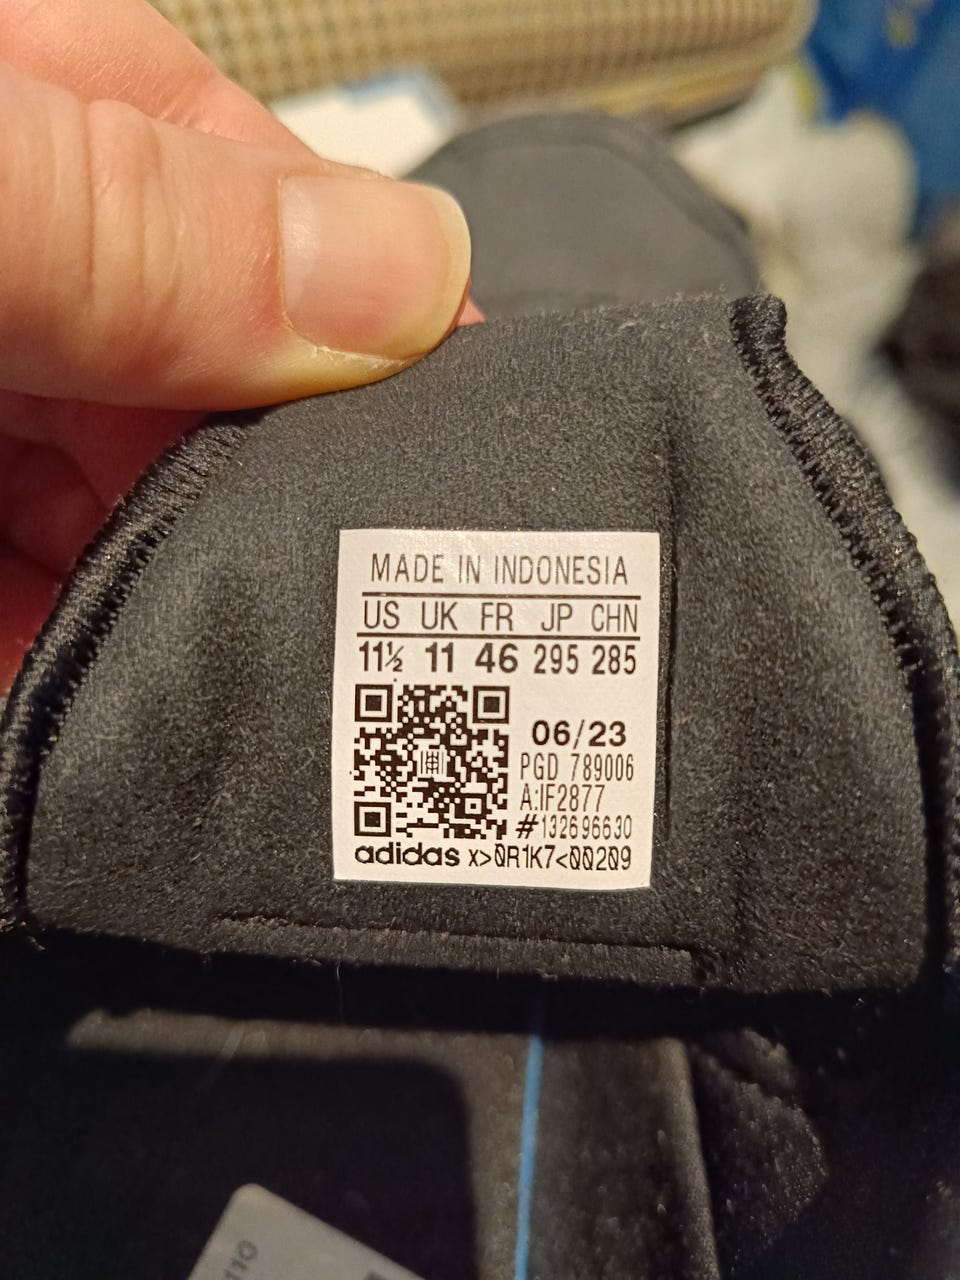 MADE IN INDONESIA
US UK FR JP CHN
11½ 11 46 295 285
06/23
PGD 789006
A:IF2877
#132696630
adidas x>0R1K7<00209
110